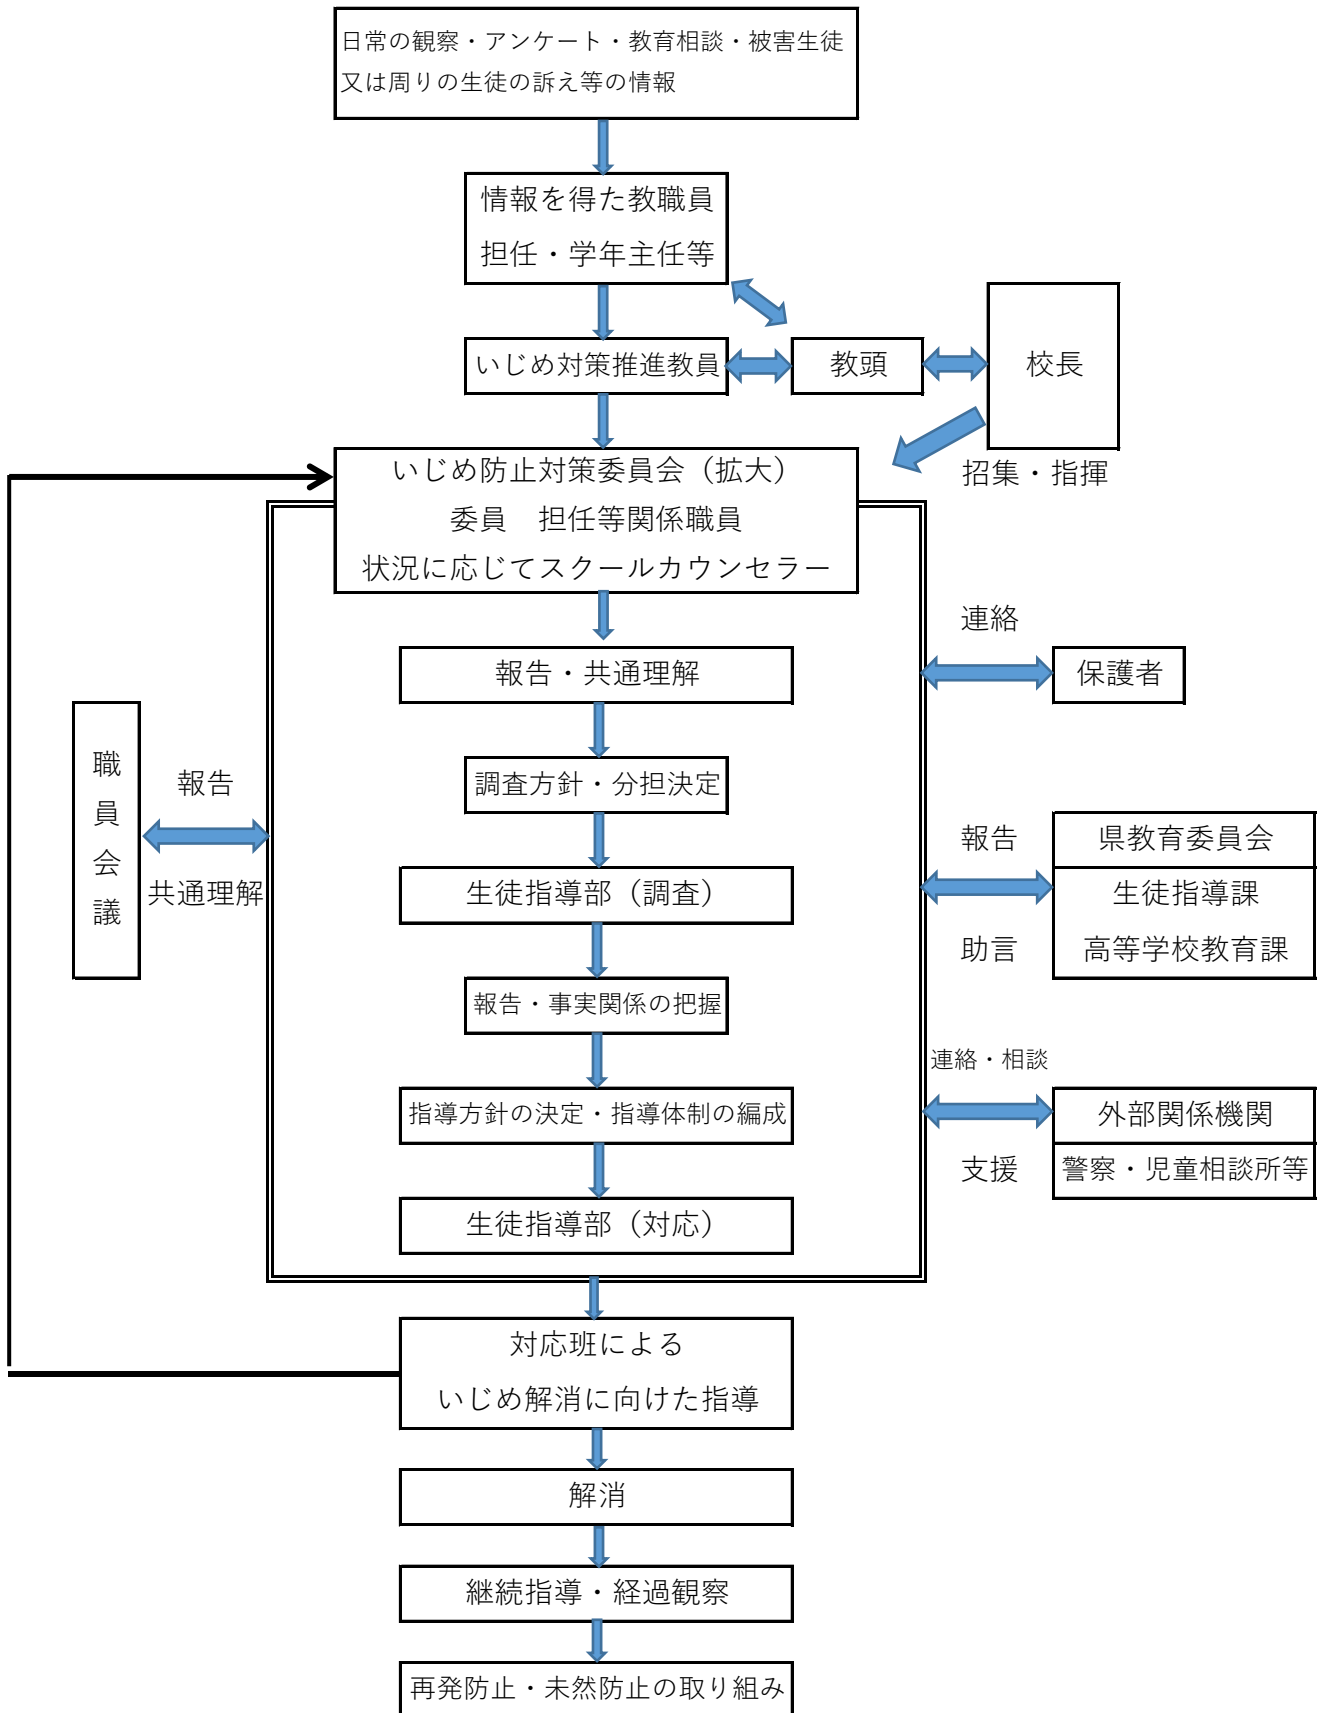 日常の観察・アンケート・教育相談・被害生徒
又は周りの生徒の訴え等の情報
情報を得た教職員
担任・学年主任等
いじめ対策推進教員
教頭
校長
招集・指揮
いじめ防止対策委員会（拡大）
委員　担任等関係職員
状況に応じてスクールカウンセラー
連絡
保護者
報告・共通理解
職員会議
報告
共通理解
調査方針・分担決定
生徒指導部（調査）
報告
助言
県教育委員会
生徒指導課
高等学校教育課
報告・事実関係の把握
連絡・相談
支援
外部関係機関
警察・児童相談所等
指導方針の決定・指導体制の編成
生徒指導部（対応）
対応班による
いじめ解消に向けた指導
解消
継続指導・経過観察
再発防止・未然防止の取り組み